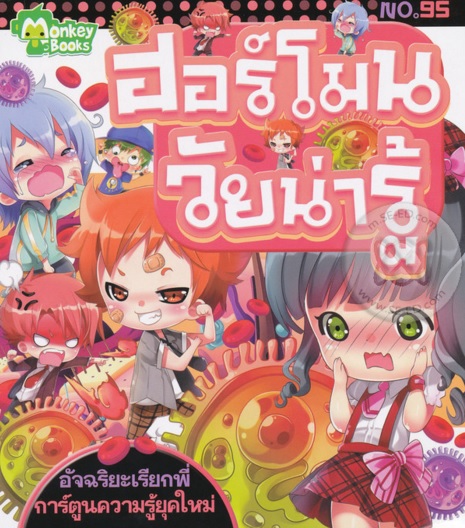 Monkey Books
NO.95
ฮอร์โมน
วัยน่ารู้
อัจฉริยะเรียกพี่
การ์ตูนความรู้ยุคใหม่